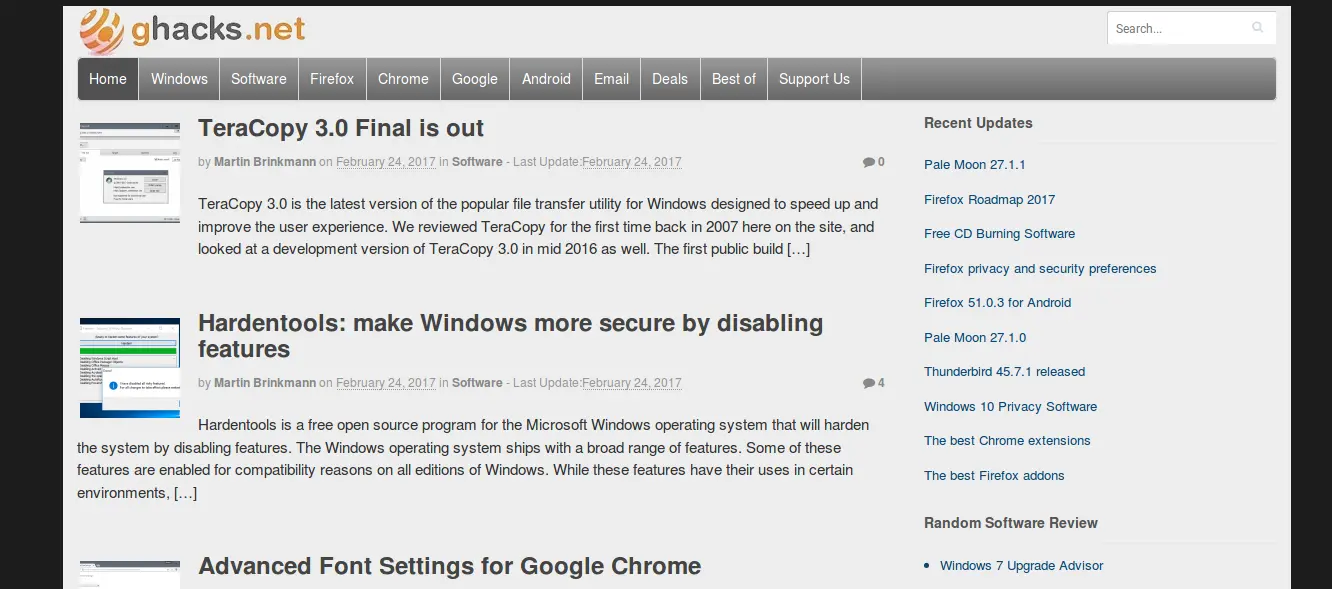 ghacks.net
Search...
Home Windows Software Firefox Chrome Google Android Email Deals Best of Support Us
TeraCopy 3.0 Final is out
by Martin Brinkmann on February 24, 2017 in Software - Last Update:February 24, 2017 0
TeraCopy 3.0 is the latest version of the popular file transfer utility for Windows designed to speed up and
improve the user experience. We reviewed TeraCopy for the first time back in 2007 here on the site, and
looked at a development version of TeraCopy 3.0 in mid 2016 as well. The first public build […]
Hardentools: make Windows more secure by disabling
features
by Martin Brinkmann on February 24, 2017 in Software - Last Update:February 24, 2017 4
Hardentools is a free open source program for the Microsoft Windows operating system that will harden
the system by disabling features. The Windows operating system ships with a broad range of features. Some of these
features are enabled for compatibility reasons on all editions of Windows. While these features have their uses in certain
environments, […]
Advanced Font Settings for Google Chrome
Recent Updates
Pale Moon 27.1.1
Firefox Roadmap 2017
Free CD Burning Software
Firefox privacy and security preferences
Firefox 51.0.3 for Android
Pale Moon 27.1.0
Thunderbird 45.7.1 released
Windows 10 Privacy Software
The best Chrome extensions
The best Firefox addons
Random Software Review
Windows 7 Upgrade Advisor